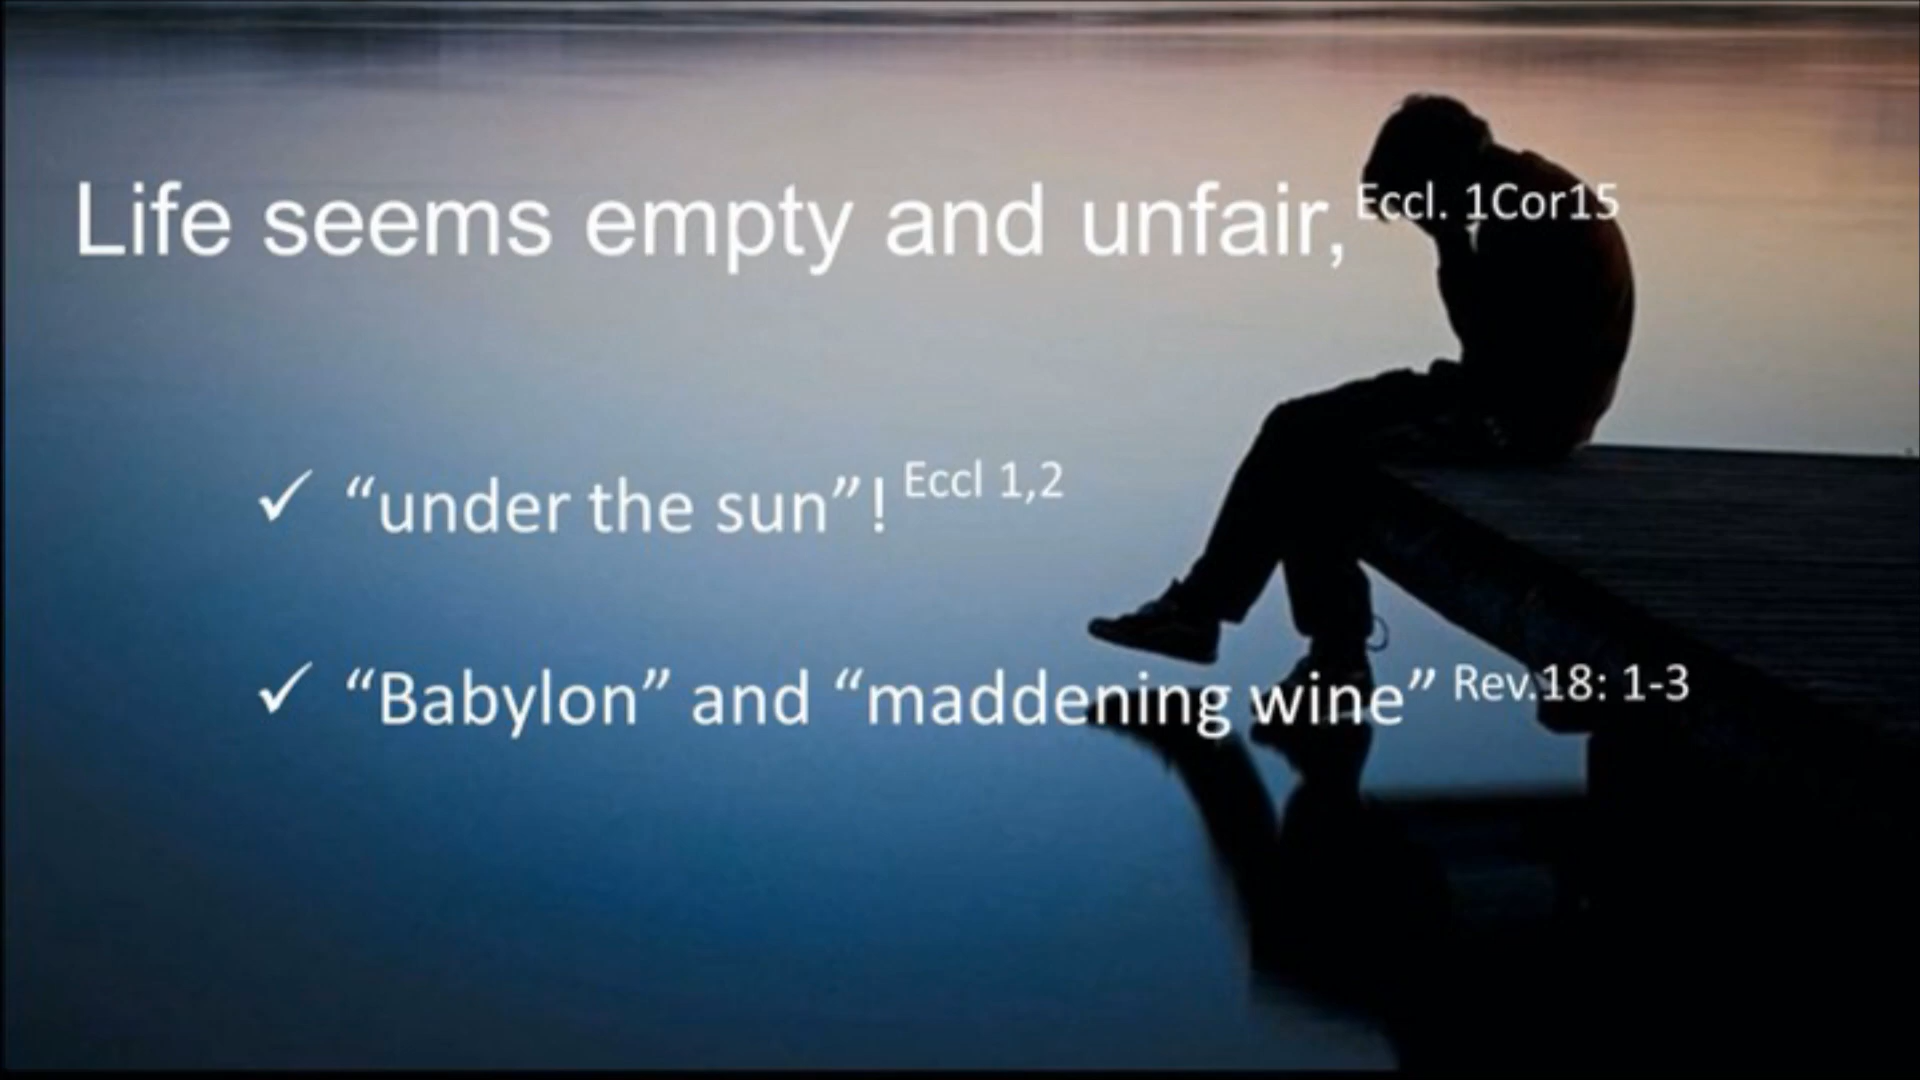 Life seems empty and unfair, Eccl. 1Cor15
✓ “under the sun”! Eccl 1,2
✓ “Babylon” and “maddening wine” Rev.18: 1-3